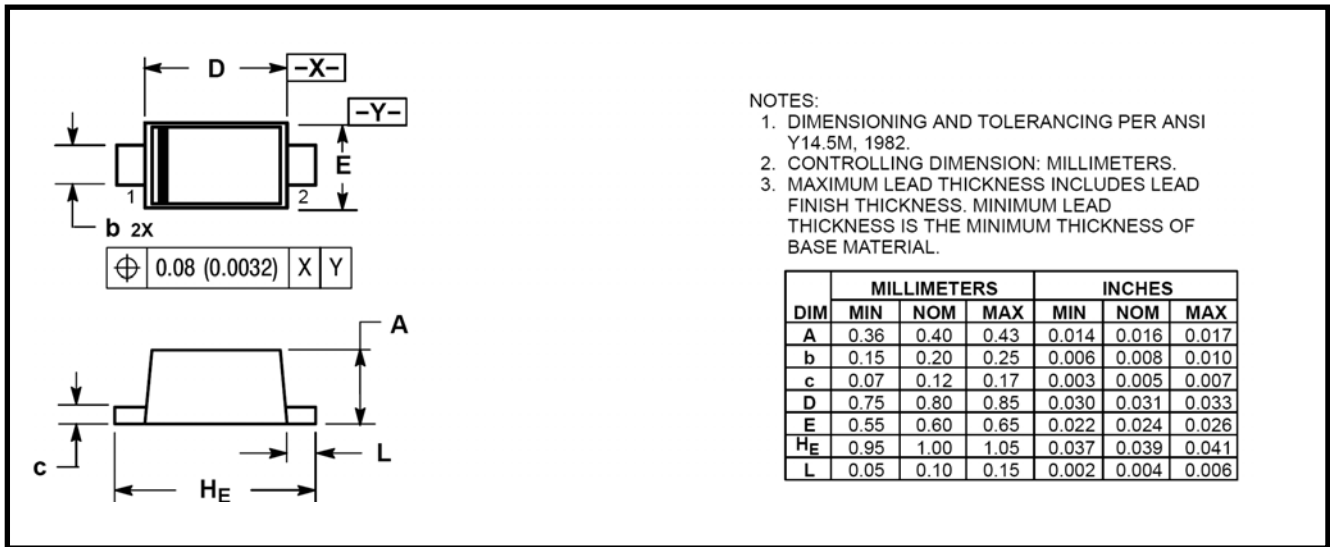 D
–X–
–Y–
E
1
2
b 2X
⌖ 0.08 (0.0032) X Y
A
c
L
HE
NOTES:
1. DIMENSIONING AND TOLERANCING PER ANSI
Y14.5M, 1982.
2. CONTROLLING DIMENSION: MILLIMETERS.
3. MAXIMUM LEAD THICKNESS INCLUDES LEAD
FINISH THICKNESS. MINIMUM LEAD
THICKNESS IS THE MINIMUM THICKNESS OF
BASE MATERIAL.
MILLIMETERS INCHES
DIM MIN NOM MAX MIN NOM MAX
A 0.36 0.40 0.43 0.014 0.016 0.017
b 0.15 0.20 0.25 0.006 0.008 0.010
c 0.07 0.12 0.17 0.003 0.005 0.007
D 0.75 0.80 0.85 0.030 0.031 0.033
E 0.55 0.60 0.65 0.022 0.024 0.026
HE 0.95 1.00 1.05 0.037 0.039 0.041
L 0.05 0.10 0.15 0.002 0.004 0.006